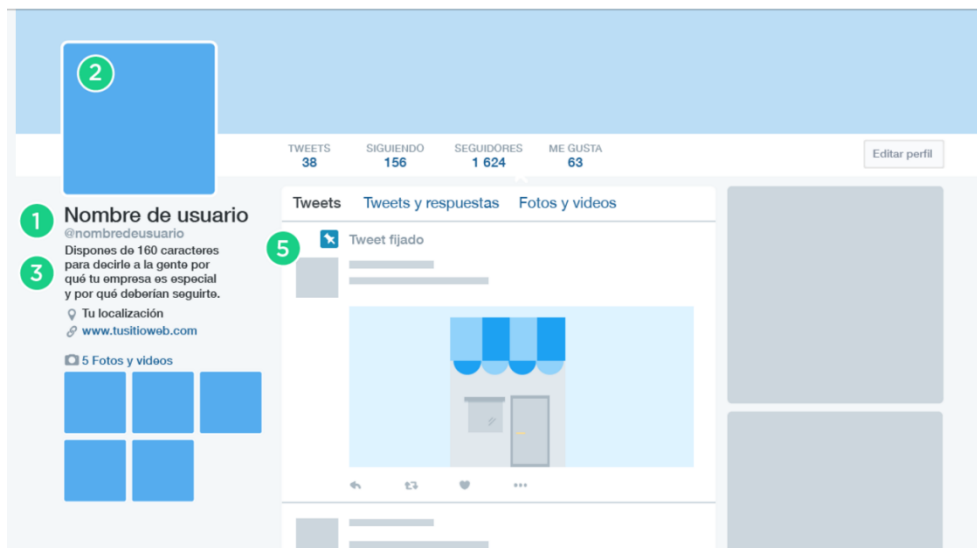 2
TWEETS SIGUIENDO SEGUIDORES ME GUSTA
38 156 1 624 63
Editar perfil
1
Nombre de usuario
@nombredeusuario
3
Dispones de 160 caracteres
para decirle a la gente por
qué tu empresa es especial
y por qué deberían seguirte.
Tu localización
www.tusitioweb.com
5 Fotos y videos
Tweets Tweets y respuestas Fotos y videos
5
Tweet fijado